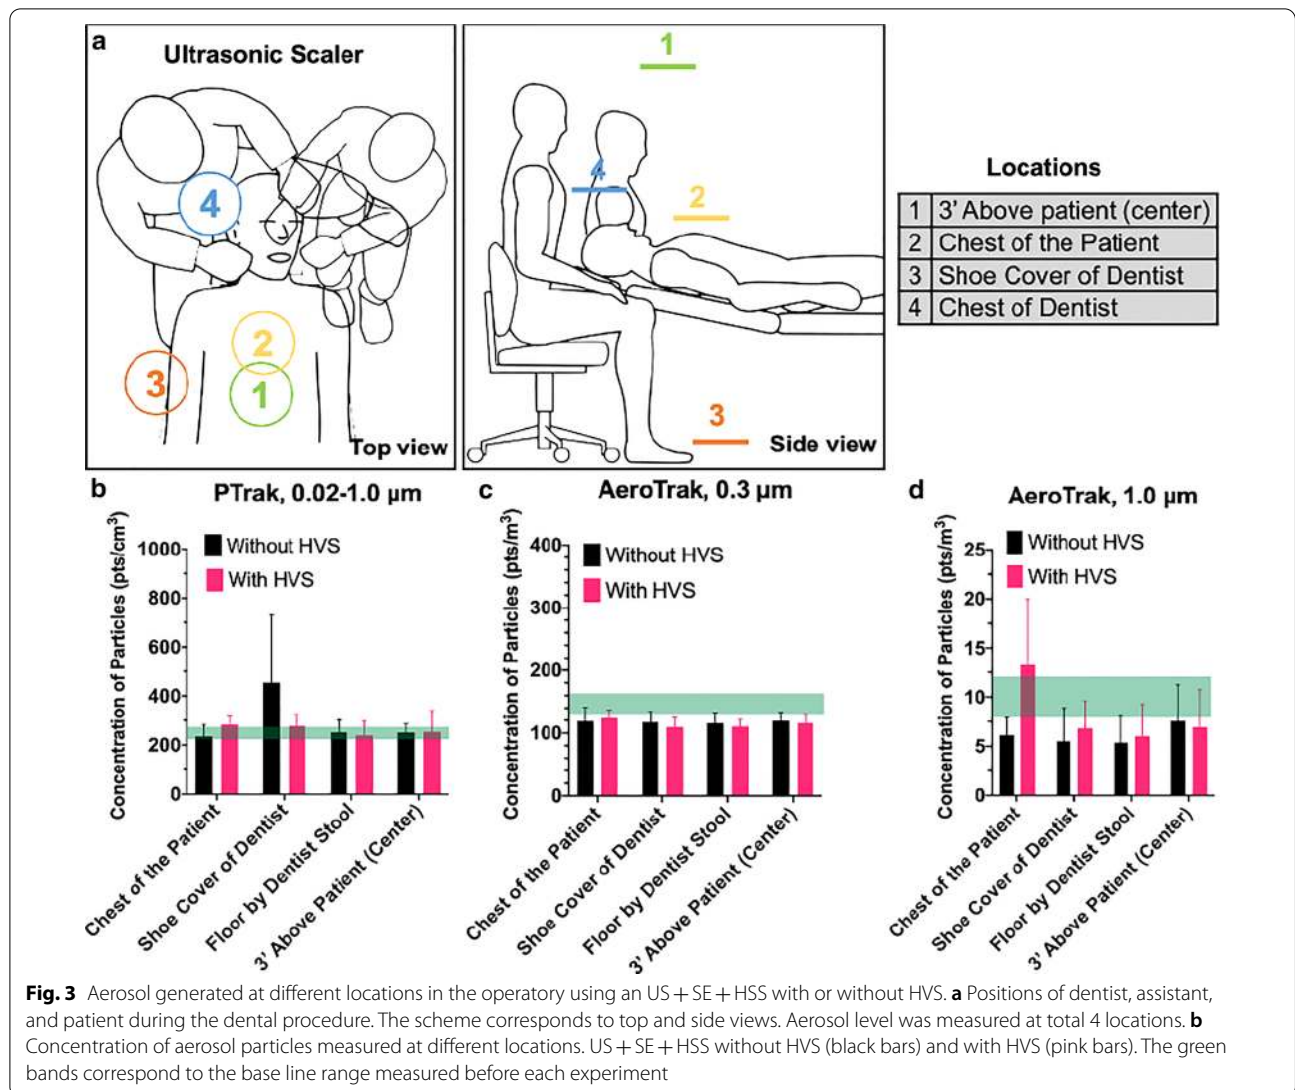 a
Ultrasonic Scaler
4
2
3
1
Top view
1
4
2
3
Side view
Locations
1 3' Above patient (center)
2 Chest of the Patient
3 Shoe Cover of Dentist
4 Chest of Dentist
b
PTrak, 0.02-1.0 µm
Concentration of Particles (pts/cm³)
1000
800
600
400
200
0
Without HVS
With HVS
Chest of the Patient
Shoe Cover of Dentist
Floor by Dentist Stool
3' Above Patient (Center)
c
AeroTrak, 0.3 µm
Concentration of Particles (pts/m³)
400
300
200
100
0
Without HVS
With HVS
Chest of the Patient
Shoe Cover of Dentist
Floor by Dentist Stool
3' Above Patient (Center)
d
AeroTrak, 1.0 µm
Concentration of Particles (pts/m³)
25
20
15
10
5
0
Without HVS
With HVS
Chest of the Patient
Shoe Cover of Dentist
Floor by Dentist Stool
3' Above Patient (Center)
Fig. 3 Aerosol generated at different locations in the operatory using an US + SE + HSS with or without HVS. a Positions of dentist, assistant,
and patient during the dental procedure. The scheme corresponds to top and side views. Aerosol level was measured at total 4 locations. b
Concentration of aerosol particles measured at different locations. US + SE + HSS without HVS (black bars) and with HVS (pink bars). The green
bands correspond to the base line range measured before each experiment